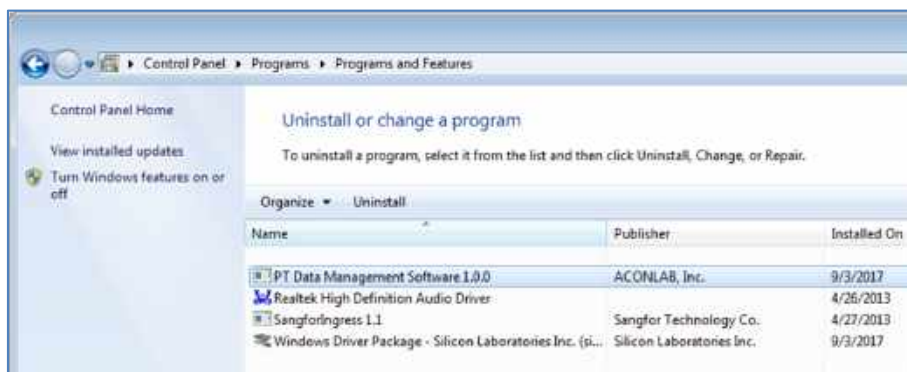 Control Panel ▸ Programs ▸ Programs and Features
Control Panel Home
View installed updates
Turn Windows features on or
off
Uninstall or change a program
To uninstall a program, select it from the list and then click Uninstall, Change, or Repair.
Organize Uninstall
Name Publisher Installed On
PT Data Management Software 1.0.0 ACONLAB, Inc. 9/3/2017
Realtek High Definition Audio Driver 4/26/2013
SangforIngress 1.1 Sangfor Technology Co. 4/27/2013
Windows Driver Package - Silicon Laboratories Inc. (si... Silicon Laboratories Inc. 9/3/2017